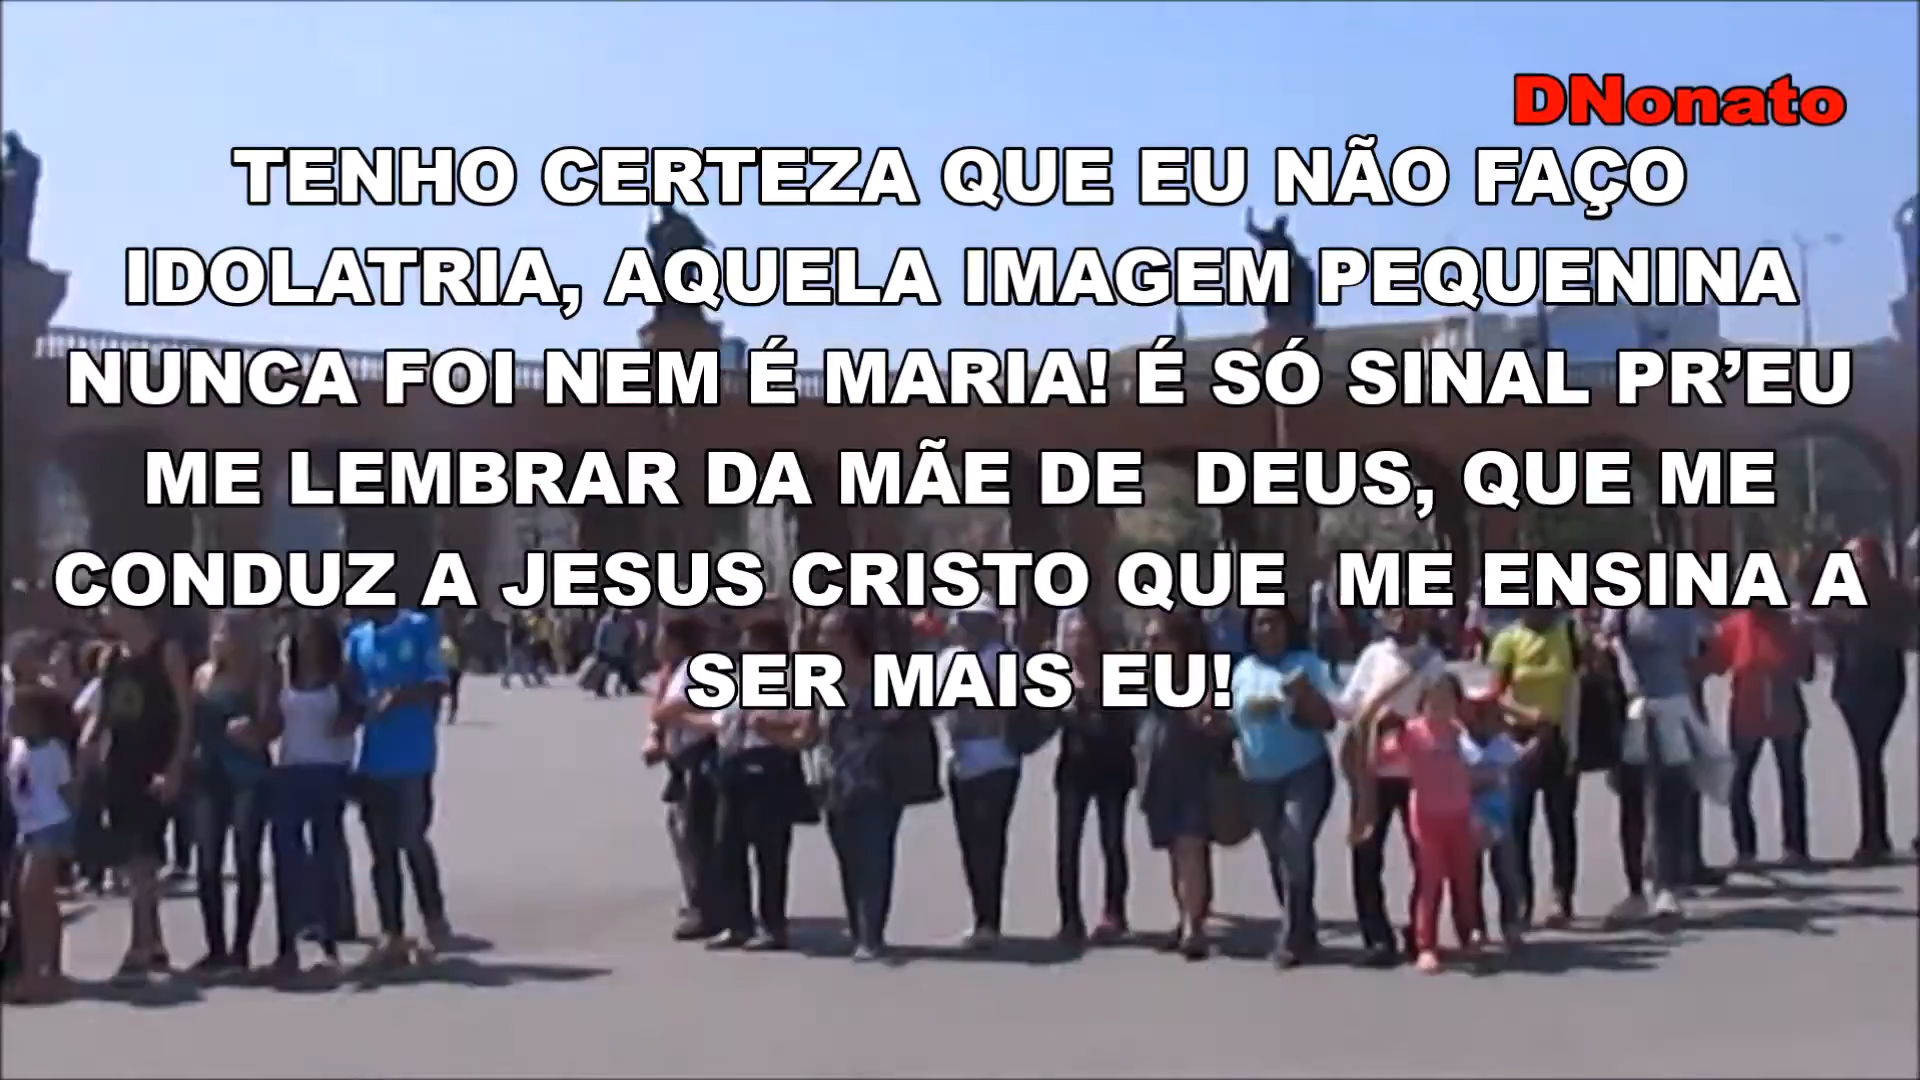 DNonato
TENHO CERTEZA QUE EU NÃO FAÇO
IDOLATRIA, AQUELA IMAGEM PEQUENINA
NUNCA FOI NEM É MARIA! É SÓ SINAL PR’EU
ME LEMBRAR DA MÃE DE DEUS, QUE ME
CONDUZ A JESUS CRISTO QUE ME ENSINA A
SER MAIS EU!